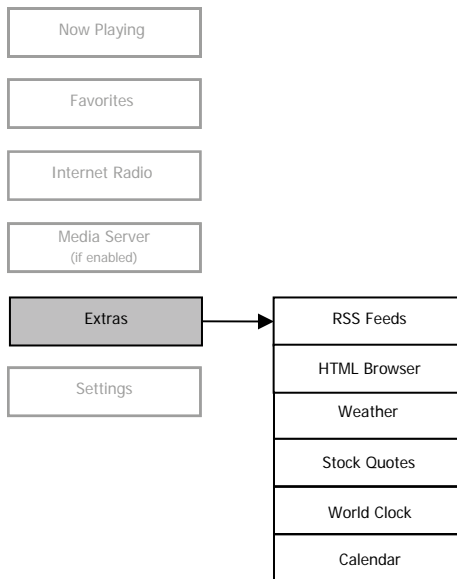 Now Playing
Favorites
Internet Radio
Media Server
(if enabled)
Extras
Settings
RSS Feeds
HTML Browser
Weather
Stock Quotes
World Clock
Calendar